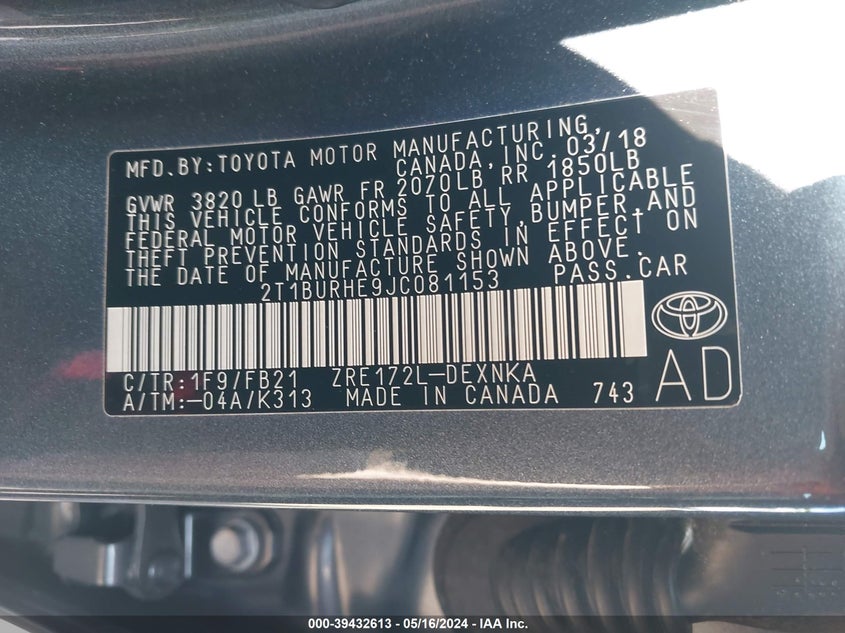 MFD.BY:TOYOTA MOTOR MANUFACTURING,
CANADA,INC. 03/18
GVWR 3820 LB GAWR FR 2070LB RR 1850LB
THIS VEHICLE CONFORMS TO ALL APPLICABLE
FEDERAL MOTOR VEHICLE SAFETY,BUMPER,AND
THEFT PREVENTION STANDARDS IN EFFECT ON
THE DATE OF MANUFACTURE SHOWN ABOVE.
2T1BURHE9JC081153 PASS.CAR
C/TR:1F9/FB21 ZRE172L-DEXNKA
A/TM:-04A/K313 MADE IN CANADA 743
AD
000-39432613 - 05/16/2024 - IAA Inc.